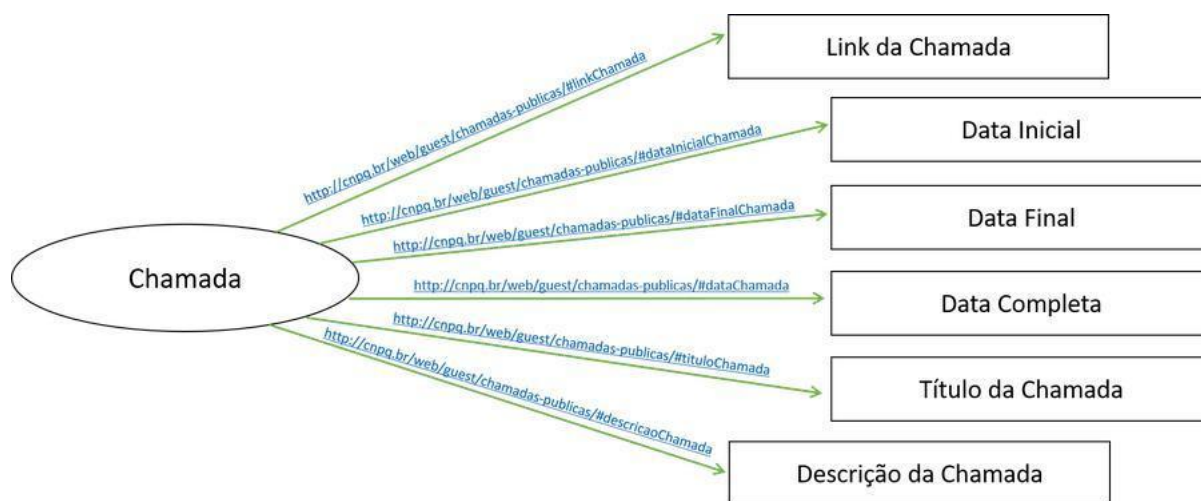 Link da Chamada
http://cnpq.br/web/guest/chamadas-publicas/#linkChamada
Data Inicial
http://cnpq.br/web/guest/chamadas-publicas/#dataInicialChamada
Data Final
http://cnpq.br/web/guest/chamadas-publicas/#dataFinalChamada
Chamada
http://cnpq.br/web/guest/chamadas-publicas/#dataChamada
Data Completa
http://cnpq.br/web/guest/chamadas-publicas/#tituloChamada
Título da Chamada
http://cnpq.br/web/guest/chamadas-publicas/#descricaoChamada
Descrição da Chamada